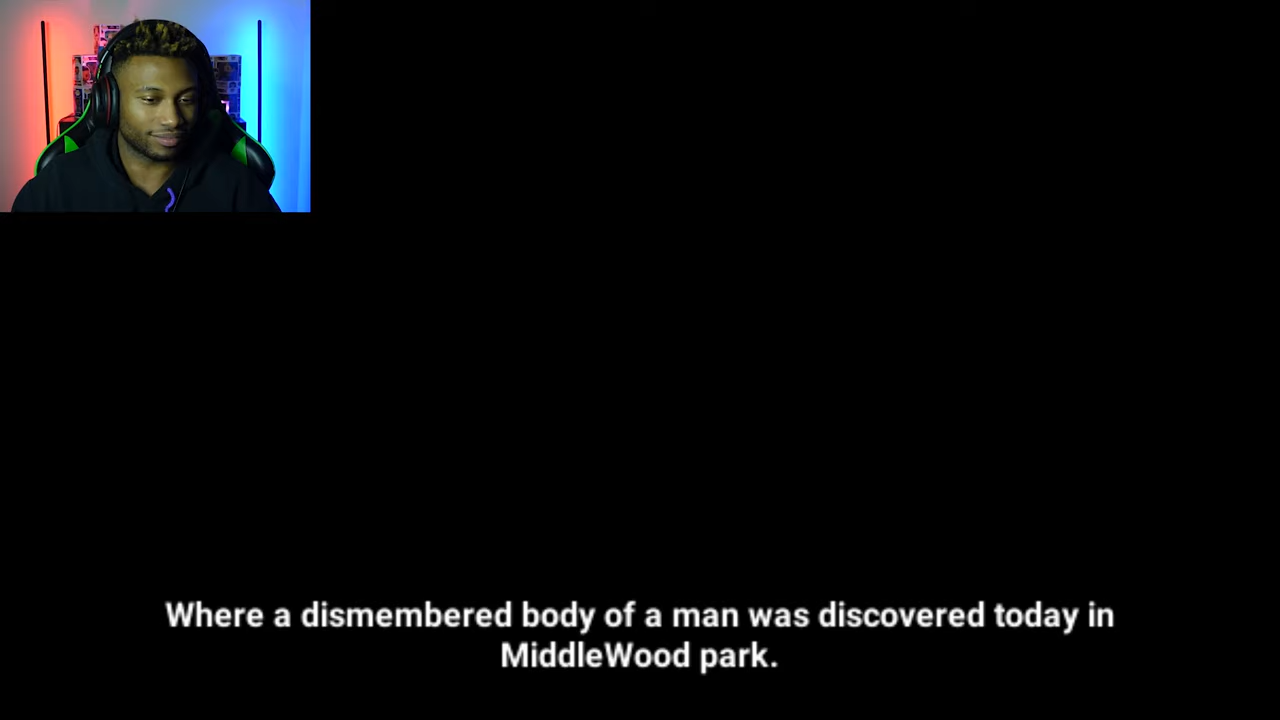 Where a dismembered body of a man was discovered today in
MiddleWood park.